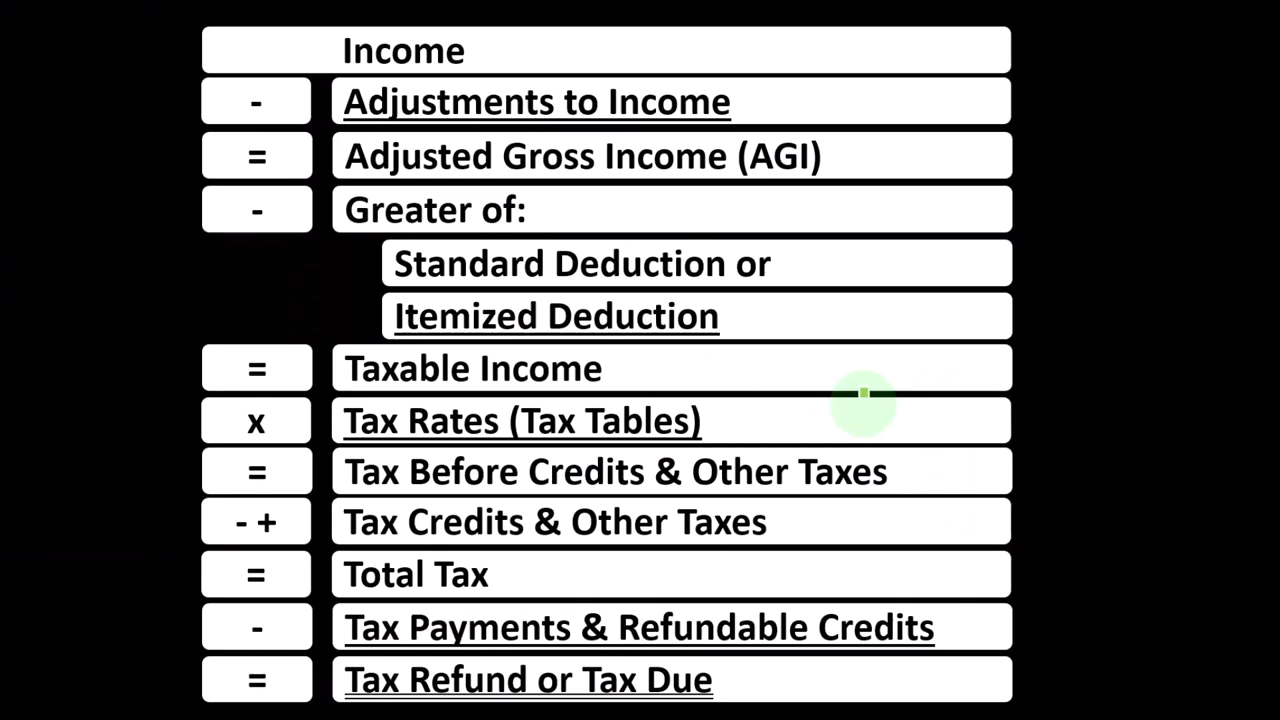 Income
- Adjustments to Income
= Adjusted Gross Income (AGI)
- Greater of:
Standard Deduction or
Itemized Deduction
= Taxable Income
x Tax Rates (Tax Tables)
= Tax Before Credits & Other Taxes
- + Tax Credits & Other Taxes
= Total Tax
- Tax Payments & Refundable Credits
= Tax Refund or Tax Due